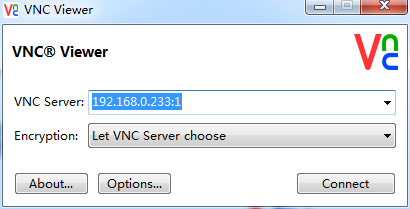 VNC Viewer
VNC® Viewer
VNC
VNC Server: 192.168.0.233:1
Encryption: Let VNC Server choose
About... Options... Connect